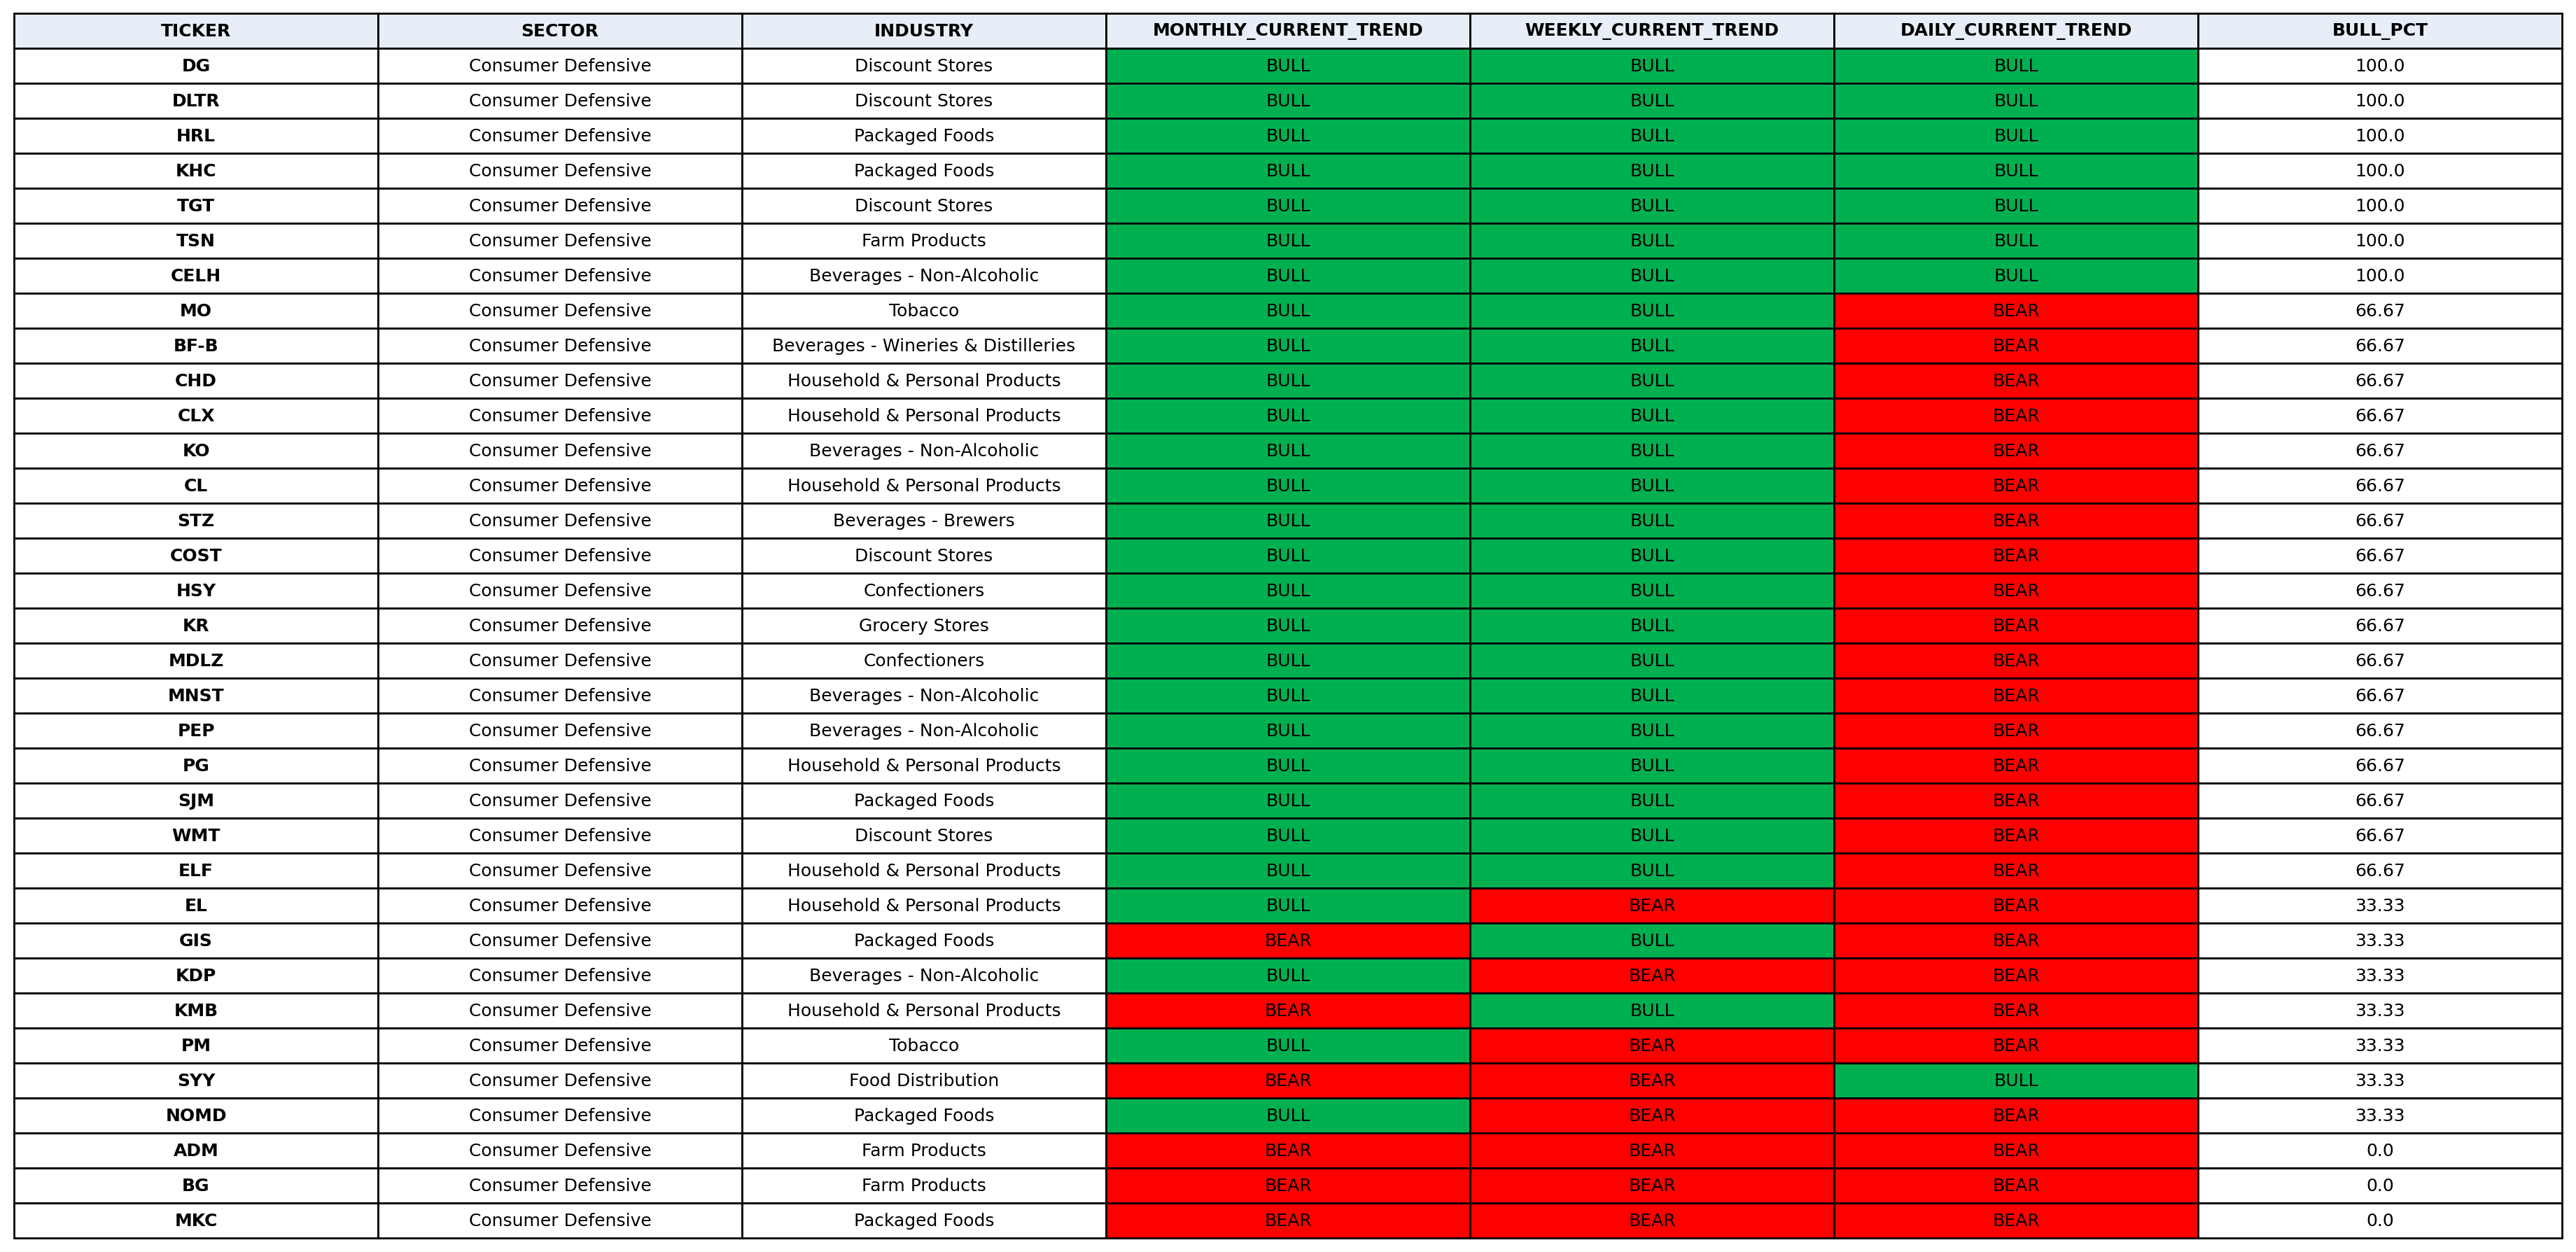 TICKER SECTOR INDUSTRY MONTHLY_CURRENT_TREND WEEKLY_CURRENT_TREND DAILY_CURRENT_TREND BULL_PCT
DG Consumer Defensive Discount Stores BULL BULL BULL 100.0
DLTR Consumer Defensive Discount Stores BULL BULL BULL 100.0
HRL Consumer Defensive Packaged Foods BULL BULL BULL 100.0
KHC Consumer Defensive Packaged Foods BULL BULL BULL 100.0
TGT Consumer Defensive Discount Stores BULL BULL BULL 100.0
TSN Consumer Defensive Farm Products BULL BULL BULL 100.0
CELH Consumer Defensive Beverages - Non-Alcoholic BULL BULL BULL 100.0
MO Consumer Defensive Tobacco BULL BULL BEAR 66.67
BF-B Consumer Defensive Beverages - Wineries & Distilleries BULL BULL BEAR 66.67
CHD Consumer Defensive Household & Personal Products BULL BULL BEAR 66.67
CLX Consumer Defensive Household & Personal Products BULL BULL BEAR 66.67
KO Consumer Defensive Beverages - Non-Alcoholic BULL BULL BEAR 66.67
CL Consumer Defensive Household & Personal Products BULL BULL BEAR 66.67
STZ Consumer Defensive Beverages - Brewers BULL BULL BEAR 66.67
COST Consumer Defensive Discount Stores BULL BULL BEAR 66.67
HSY Consumer Defensive Confectioners BULL BULL BEAR 66.67
KR Consumer Defensive Grocery Stores BULL BULL BEAR 66.67
MDLZ Consumer Defensive Confectioners BULL BULL BEAR 66.67
MNST Consumer Defensive Beverages - Non-Alcoholic BULL BULL BEAR 66.67
PEP Consumer Defensive Beverages - Non-Alcoholic BULL BULL BEAR 66.67
PG Consumer Defensive Household & Personal Products BULL BULL BEAR 66.67
SJM Consumer Defensive Packaged Foods BULL BULL BEAR 66.67
WMT Consumer Defensive Discount Stores BULL BULL BEAR 66.67
ELF Consumer Defensive Household & Personal Products BULL BULL BEAR 66.67
EL Consumer Defensive Household & Personal Products BULL BEAR BEAR 33.33
GIS Consumer Defensive Packaged Foods BEAR BULL BEAR 33.33
KDP Consumer Defensive Beverages - Non-Alcoholic BULL BEAR BEAR 33.33
KMB Consumer Defensive Household & Personal Products BEAR BULL BEAR 33.33
PM Consumer Defensive Tobacco BULL BEAR BEAR 33.33
SYY Consumer Defensive Food Distribution BEAR BEAR BULL 33.33
NOMD Consumer Defensive Packaged Foods BULL BEAR BEAR 33.33
ADM Consumer Defensive Farm Products BEAR BEAR BEAR 0.0
BG Consumer Defensive Farm Products BEAR BEAR BEAR 0.0
MKC Consumer Defensive Packaged Foods BEAR BEAR BEAR 0.0